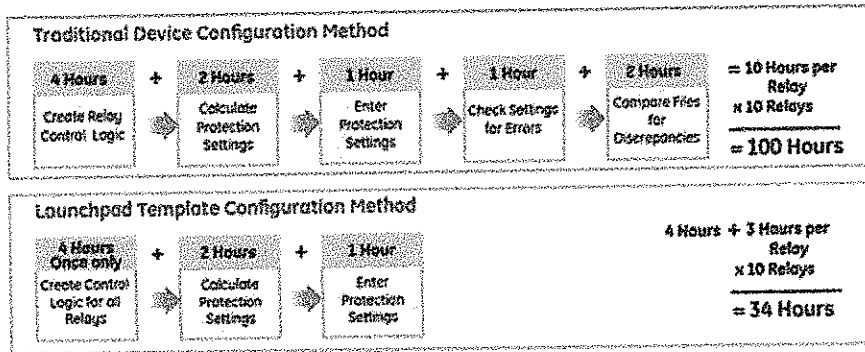 Traditional Device Configuration Method
4 Hours + 2 Hours + 1 Hour + 1 Hour + 2 Hours
Create Relay
Control Logic
Calculate
Protection
Settings
Enter
Protection
Settings
Check Settings
for Errors
Compare Files
for
Discrepancies
= 10 Hours per
Relay
x 10 Relays
= 100 Hours
Launchpad Template Configuration Method
4 Hours
Once only
+ 2 Hours + 1 Hour
Create Control
Logic for all
Relays
Calculate
Protection
Settings
Enter
Protection
Settings
4 Hours + 3 Hours per
Relay
x 10 Relays
= 34 Hours